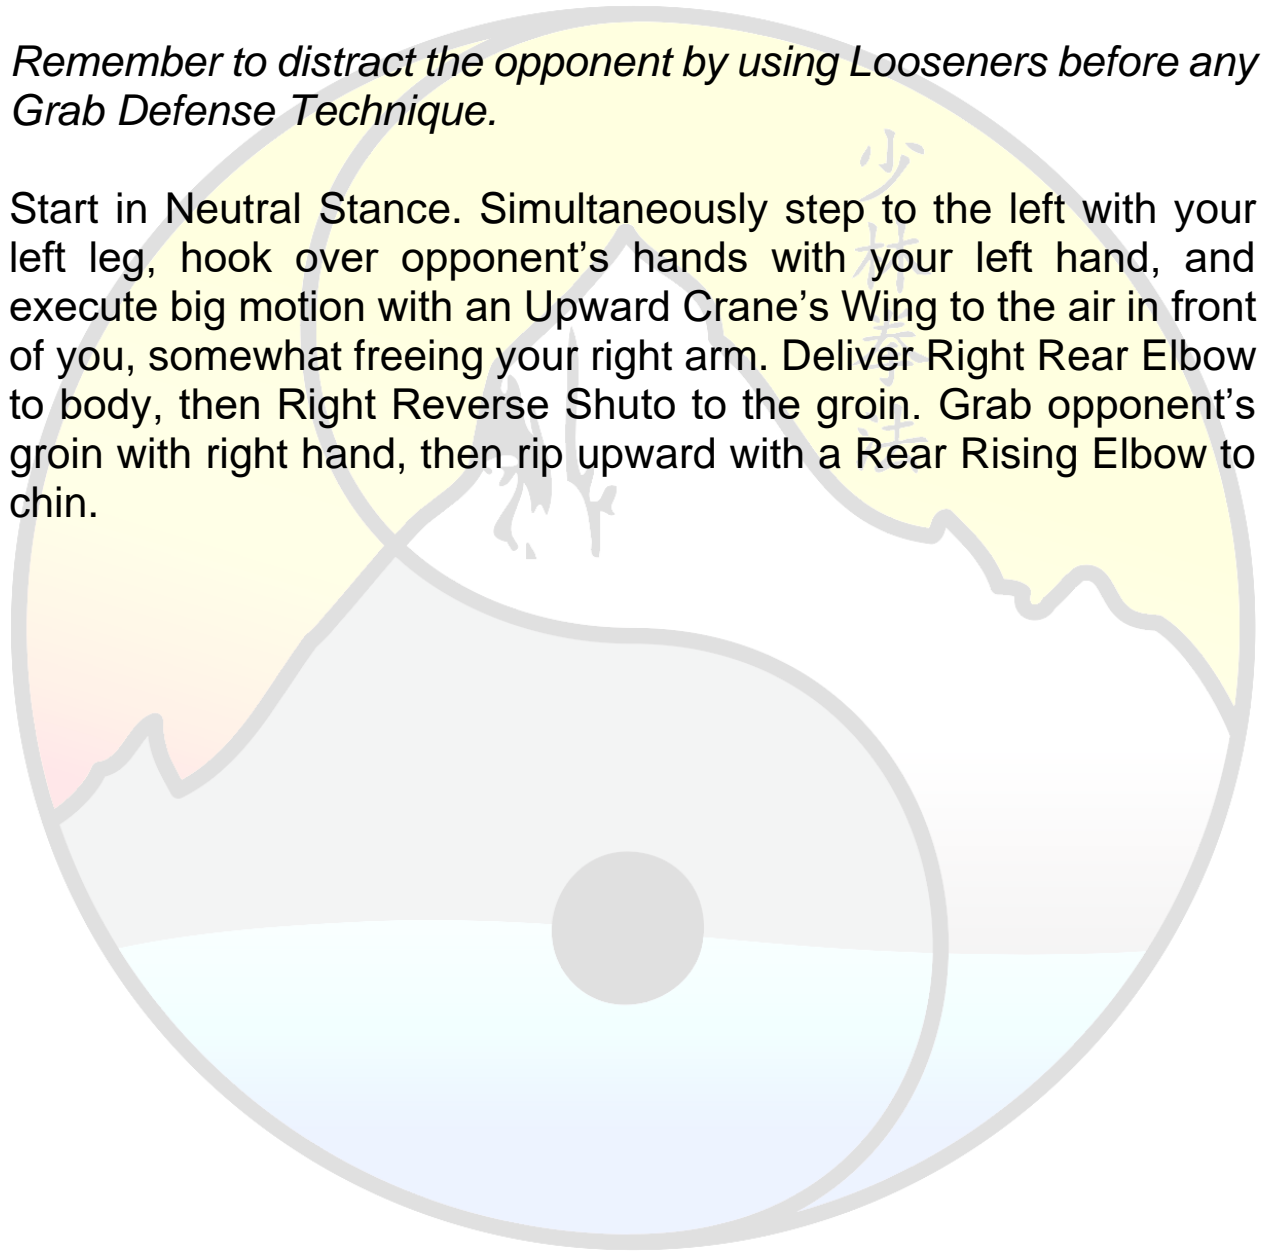 Remember to distract the opponent by using Looseners before any
Grab Defense Technique.
Start in Neutral Stance. Simultaneously step to the left with your
left leg, hook over opponent’s hands with your left hand, and
execute big motion with an Upward Crane’s Wing to the air in front
of you, somewhat freeing your right arm. Deliver Right Rear Elbow
to body, then Right Reverse Shuto to the groin. Grab opponent’s
groin with right hand, then rip upward with a Rear Rising Elbow to
chin.
少林拳法